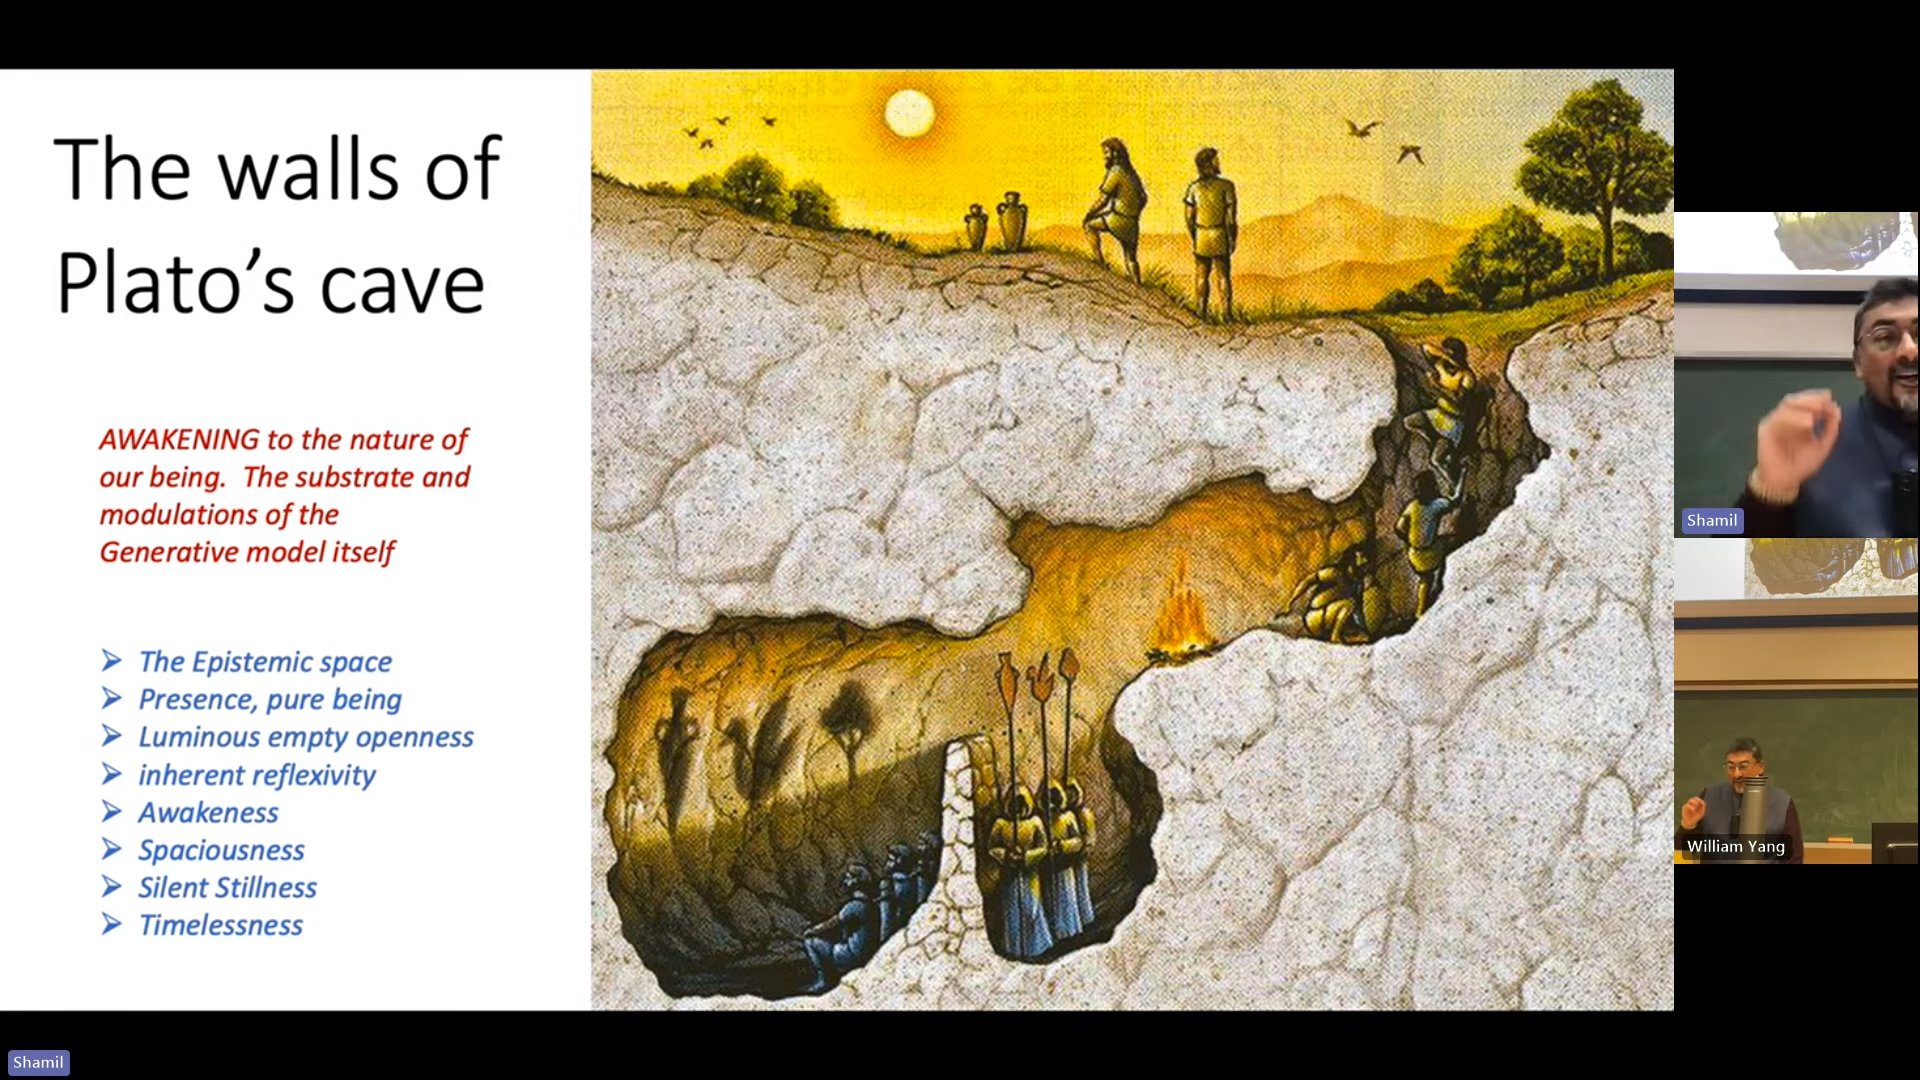 The walls of
Plato's cave
AWAKENING to the nature of
our being. The substrate and
modulations of the
Generative model itself
➢ The Epistemic space
➢ Presence, pure being
➢ Luminous empty openness
➢ inherent reflexivity
➢ Awakeness
➢ Spaciousness
➢ Silent Stillness
➢ Timelessness
Shamil
William Yang
Shamil